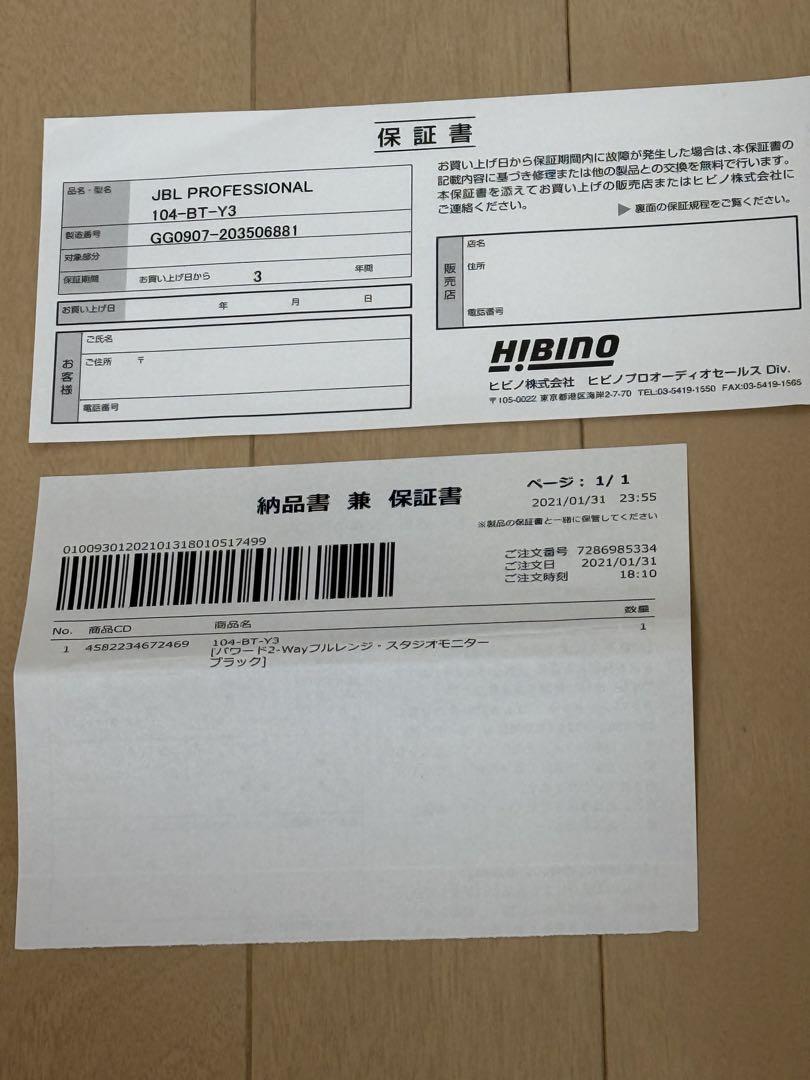 保証書
品名・型名
JBL PROFESSIONAL
104-BT-Y3
製造番号
GG0907-203506881
対象部分
保証期間
お買い上げ日から 3 年間
お買い上げ日
年 月 日
お客様
ご氏名
ご住所 〒
電話番号
お買い上げ日から保証期間内に故障が発生した場合は、本保証書の
記載内容に基づき修理または他の製品との交換を無料で行います。
本保証書を添えてお買い上げの販売店またはヒビノ株式会社に
ご連絡ください。
▶ 裏面の保証規程をご覧ください。
販売店
店名
住所
電話番号
HIBINO
ヒビノ株式会社 ヒビノプロオーディオセールス Div.
〒105-0022 東京都港区海岸2-7-70 TEL:03-5419-1550 FAX:03-5419-1565
納品書 兼 保証書
ページ: 1/ 1
2021/01/31 23:55
※製品の保証書と一緒に保管してください
01009301202101318010517499
ご注文番号 7286985334
ご注文日 2021/01/31
ご注文時刻 18:10
No. 商品CD 商品名 数量
1 4582234672469 104-BT-Y3 1
[パワード2-Wayフルレンジ・スタジオモニター
ブラック]